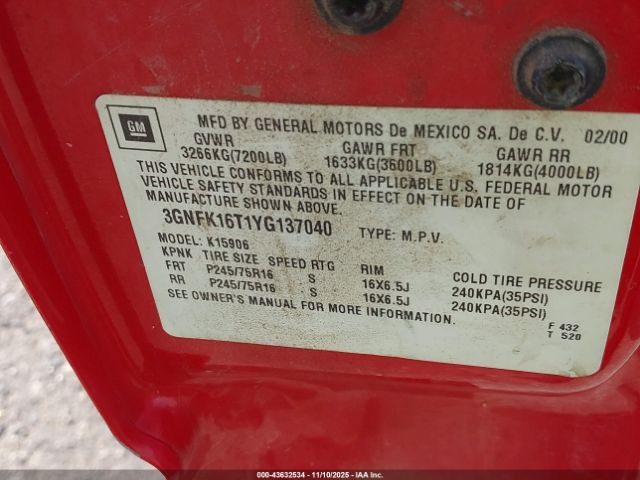 GM
MFD BY GENERAL MOTORS De MEXICO SA. De C.V. 02/00
GVWR GAWR FRT GAWR RR
3266KG(7200LB) 1633KG(3600LB) 1814KG(4000LB)
THIS VEHICLE CONFORMS TO ALL APPLICABLE U.S. FEDERAL MOTOR
VEHICLE SAFETY STANDARDS IN EFFECT ON THE DATE OF
MANUFACTURE SHOWN ABOVE.
3GNFK16T1YG137040 TYPE: M.P.V.
MODEL: K15906
KPNK TIRE SIZE SPEED RTG RIM COLD TIRE PRESSURE
FRT P245/75R16 S 16X6.5J 240KPA(35PSI)
RR P245/75R16 S 16X6.5J 240KPA(35PSI)
SEE OWNER'S MANUAL FOR MORE INFORMATION.
F 432
T 520
000-43632534 — 11/10/2025 — IAA Inc.